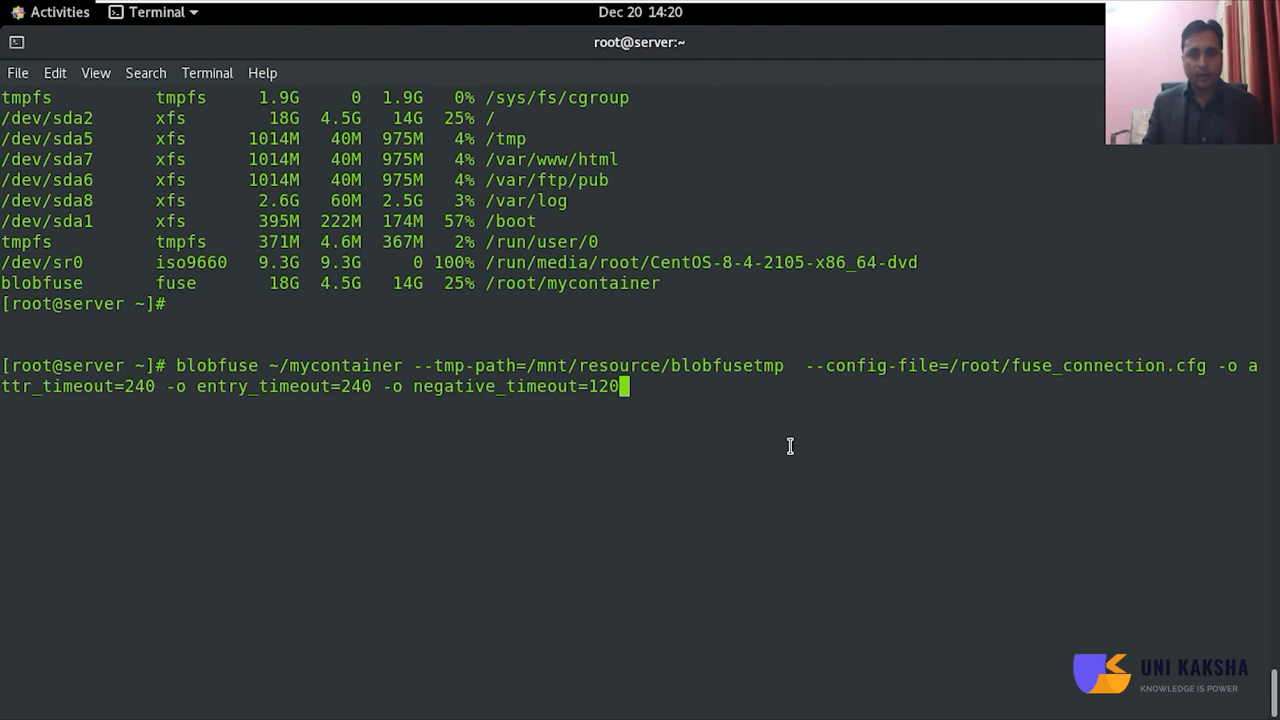 Activities Terminal Dec 20 14:20
root@server:~
File Edit View Search Terminal Help
tmpfs tmpfs 1.9G 0 1.9G 0% /sys/fs/cgroup
/dev/sda2 xfs 18G 4.5G 14G 25% /
/dev/sda5 xfs 1014M 40M 975M 4% /tmp
/dev/sda7 xfs 1014M 40M 975M 4% /var/www/html
/dev/sda6 xfs 1014M 40M 975M 4% /var/ftp/pub
/dev/sda8 xfs 2.6G 60M 2.5G 3% /var/log
/dev/sda1 xfs 395M 222M 174M 57% /boot
tmpfs tmpfs 371M 4.6M 367M 2% /run/user/0
/dev/sr0 iso9660 9.3G 9.3G 0 100% /run/media/root/CentOS-8-4-2105-x86_64-dvd
blobfuse fuse 18G 4.5G 14G 25% /root/mycontainer
[root@server ~]#
[root@server ~]# blobfuse ~/mycontainer --tmp-path=/mnt/resource/blobfusetmp  --config-file=/root/fuse_connection.cfg -o a
ttr_timeout=240 -o entry_timeout=240 -o negative_timeout=120
UNI KAKSHA
KNOWLEDGE IS POWER